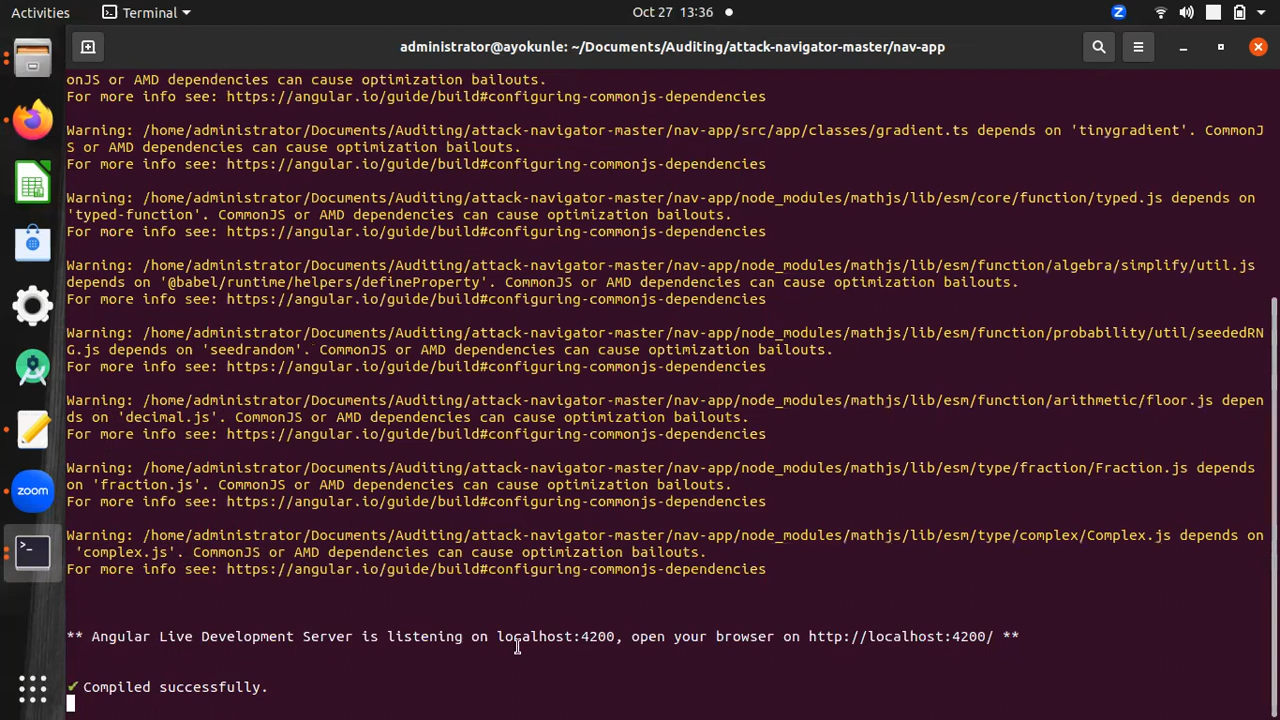 Activities
Terminal
Oct 27 13:36
Z
administrator@ayokunle: ~/Documents/Auditing/attack-navigator-master/nav-app
onJS or AMD dependencies can cause optimization bailouts.
For more info see: https://angular.io/guide/build#configuring-commonjs-dependencies
Warning: /home/administrator/Documents/Auditing/attack-navigator-master/nav-app/src/app/classes/gradient.ts depends on 'tinygradient'. CommonJ
S or AMD dependencies can cause optimization bailouts.
For more info see: https://angular.io/guide/build#configuring-commonjs-dependencies
Warning: /home/administrator/Documents/Auditing/attack-navigator-master/nav-app/node_modules/mathjs/lib/esm/core/function/typed.js depends on
'typed-function'. CommonJS or AMD dependencies can cause optimization bailouts.
For more info see: https://angular.io/guide/build#configuring-commonjs-dependencies
Warning: /home/administrator/Documents/Auditing/attack-navigator-master/nav-app/node_modules/mathjs/lib/esm/function/algebra/simplify/util.js
depends on '@babel/runtime/helpers/defineProperty'. CommonJS or AMD dependencies can cause optimization bailouts.
For more info see: https://angular.io/guide/build#configuring-commonjs-dependencies
Warning: /home/administrator/Documents/Auditing/attack-navigator-master/nav-app/node_modules/mathjs/lib/esm/function/probability/util/seededRN
G.js depends on 'seedrandom'. CommonJS or AMD dependencies can cause optimization bailouts.
For more info see: https://angular.io/guide/build#configuring-commonjs-dependencies
Warning: /home/administrator/Documents/Auditing/attack-navigator-master/nav-app/node_modules/mathjs/lib/esm/function/arithmetic/floor.js depen
ds on 'decimal.js'. CommonJS or AMD dependencies can cause optimization bailouts.
For more info see: https://angular.io/guide/build#configuring-commonjs-dependencies
Warning: /home/administrator/Documents/Auditing/attack-navigator-master/nav-app/node_modules/mathjs/lib/esm/type/fraction/Fraction.js depends
on 'fraction.js'. CommonJS or AMD dependencies can cause optimization bailouts.
For more info see: https://angular.io/guide/build#configuring-commonjs-dependencies
zoom
Warning: /home/administrator/Documents/Auditing/attack-navigator-master/nav-app/node_modules/mathjs/lib/esm/type/complex/Complex.js depends on
'complex.js'. CommonJS or AMD dependencies can cause optimization bailouts.
For more info see: https://angular.io/guide/build#configuring-commonjs-dependencies
** Angular Live Development Server is listening on localhost:4200, open your browser on http://localhost:4200/ **
✔ Compiled successfully.